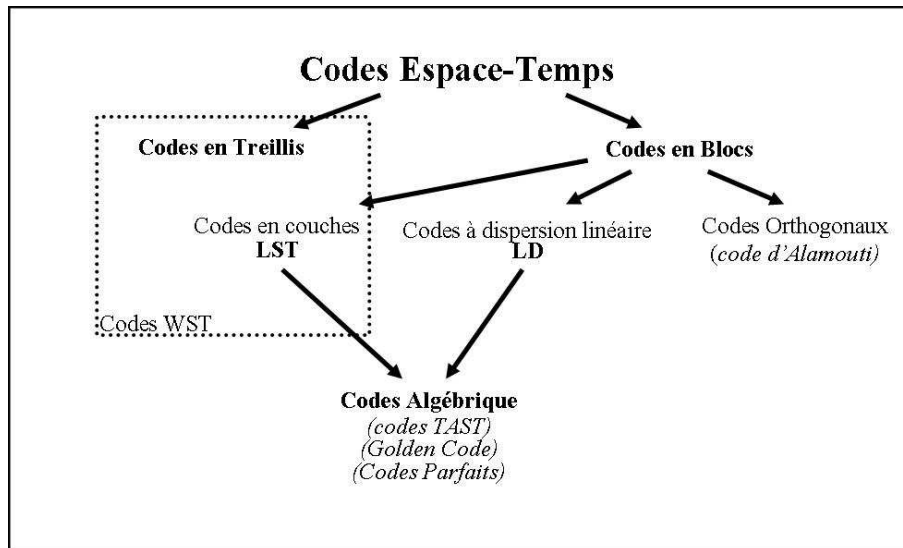 Codes Espace-Temps
Codes en Treillis
Codes en Blocs
Codes en couches
LST
Codes à dispersion linéaire
LD
Codes Orthogonaux
(code d'Alamouti)
Codes WST
Codes Algébrique
(codes TAST)
(Golden Code)
(Codes Parfaits)